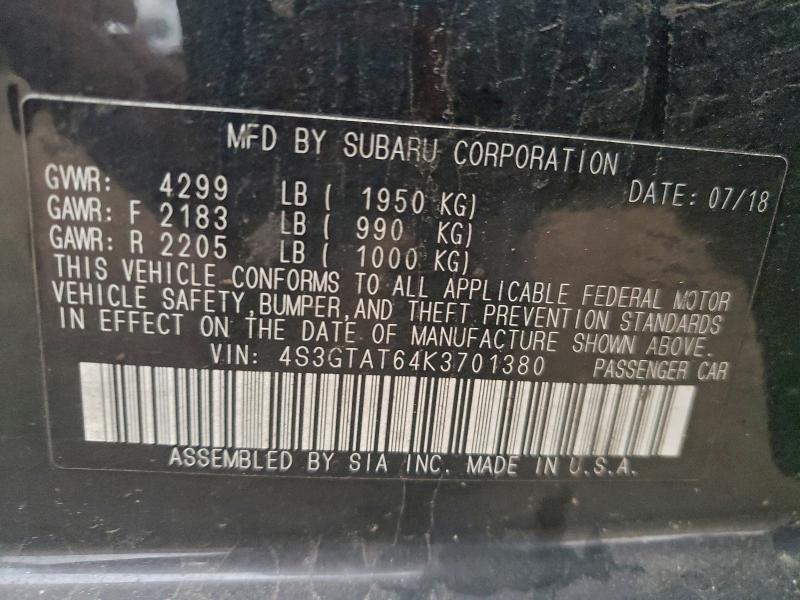 MFD BY SUBARU CORPORATION
GVWR: 4299 LB ( 1950 KG) DATE: 07/18
GAWR: F 2183 LB ( 990 KG)
GAWR: R 2205 LB ( 1000 KG)
THIS VEHICLE CONFORMS TO ALL APPLICABLE FEDERAL MOTOR
VEHICLE SAFETY,BUMPER,AND THEFT PREVENTION STANDARDS
IN EFFECT ON THE DATE OF MANUFACTURE SHOWN ABOVE.
VIN: 4S3GTAT64K3701380 PASSENGER CAR
ASSEMBLED BY SIA INC. MADE IN U.S.A.